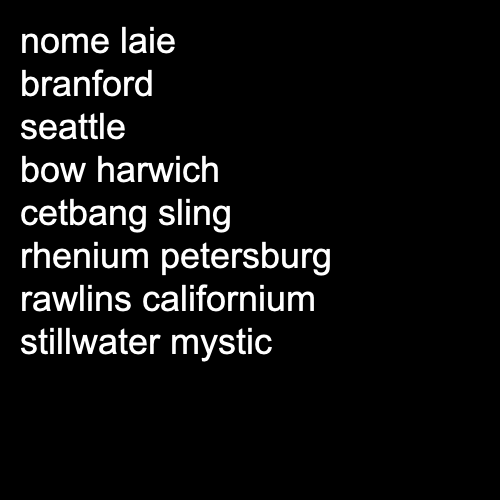 nome laie
branford
seattle
bow harwich
cetbang sling
rhenium petersburg
rawlins californium
stillwater mystic